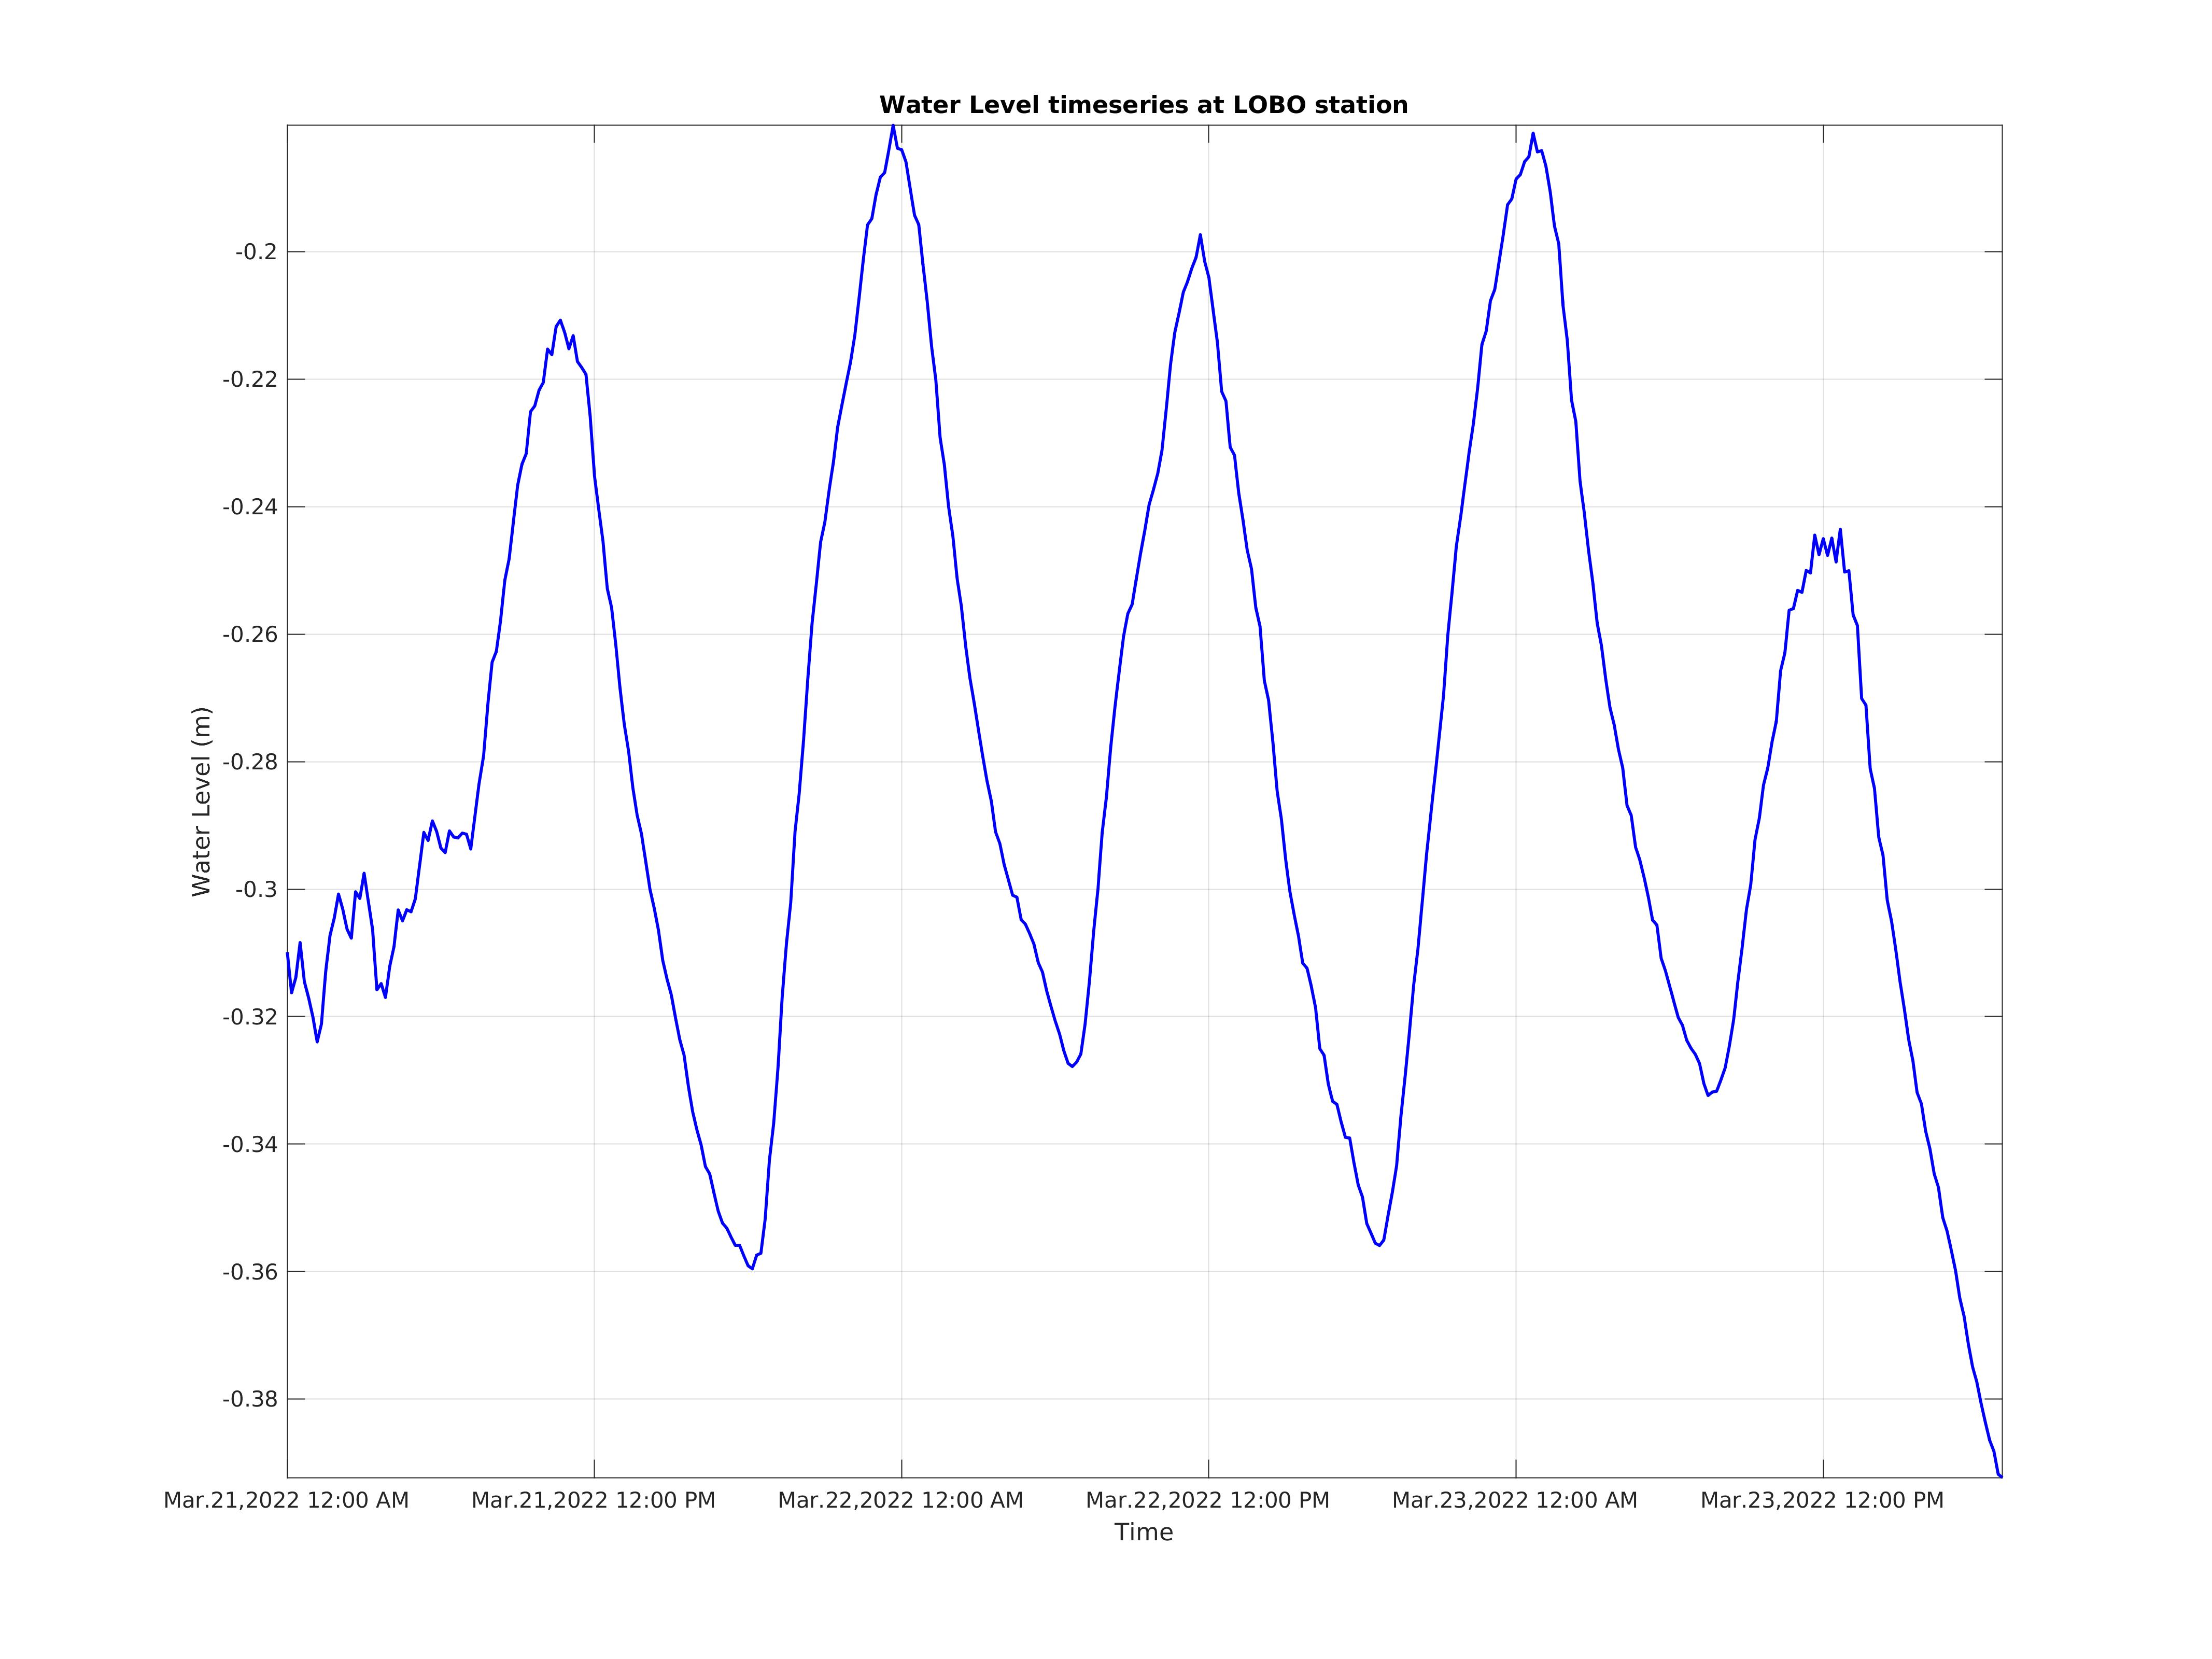 Water Level timeseries at LOBO station
-0.2
-0.22
-0.24
-0.26
-0.28
-0.3
-0.32
-0.34
-0.36
-0.38
Water Level (m)
Mar.21,2022 12:00 AM Mar.21,2022 12:00 PM Mar.22,2022 12:00 AM Mar.22,2022 12:00 PM Mar.23,2022 12:00 AM Mar.23,2022 12:00 PM
Time